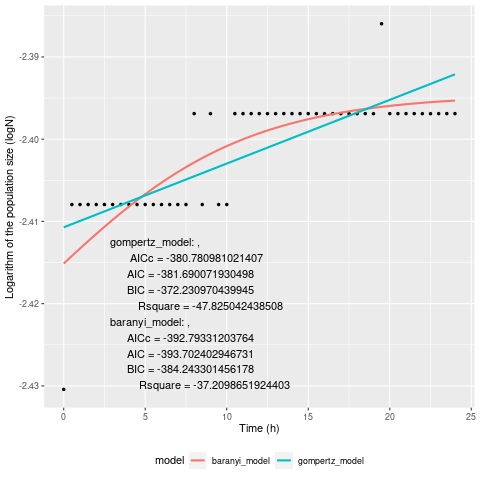 -2.39
-2.40
-2.41
-2.42
-2.43
Logarithm of the population size (logN)
gompertz_model: ,
AICc = -380.780981021407
AIC = -381.690071930498
BIC = -372.230970439945
Rsquare = -47.825042438508
baranyi_model: ,
AICc = -392.79331203764
AIC = -393.702402946731
BIC = -384.243301456178
Rsquare = -37.2098651924403
0 5 10 15 20 25
Time (h)
model baranyi_model gompertz_model